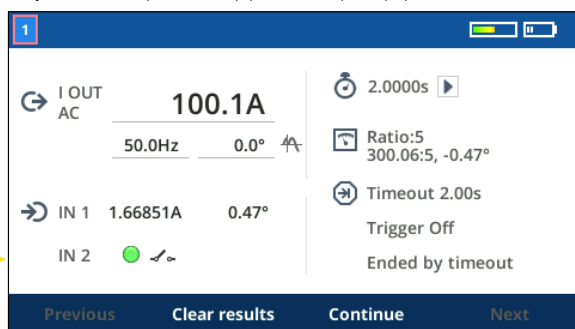 1
I OUT
AC
100.1A
50.0Hz 0.0°
IN 1 1.66851A 0.47°
IN 2
2.0000s
Ratio:5
300.06:5, -0.47°
Timeout 2.00s
Trigger Off
Ended by timeout
Previous Clear results Continue Next